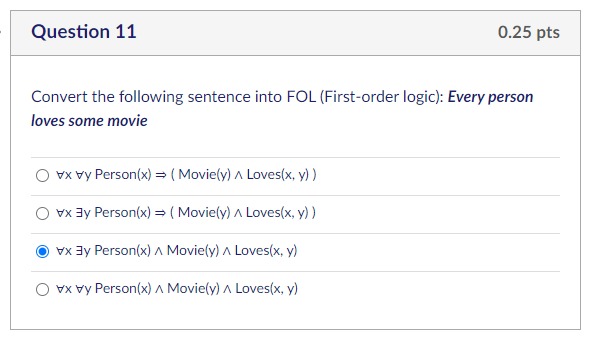 Question 11
0.25 pts
Convert the following sentence into FOL (First-order logic): Every person
loves some movie
∀x ∀y Person(x) ⇒ ( Movie(y) ∧ Loves(x, y) )
∀x ∃y Person(x) ⇒ ( Movie(y) ∧ Loves(x, y) )
∀x ∃y Person(x) ∧ Movie(y) ∧ Loves(x, y)
∀x ∀y Person(x) ∧ Movie(y) ∧ Loves(x, y)